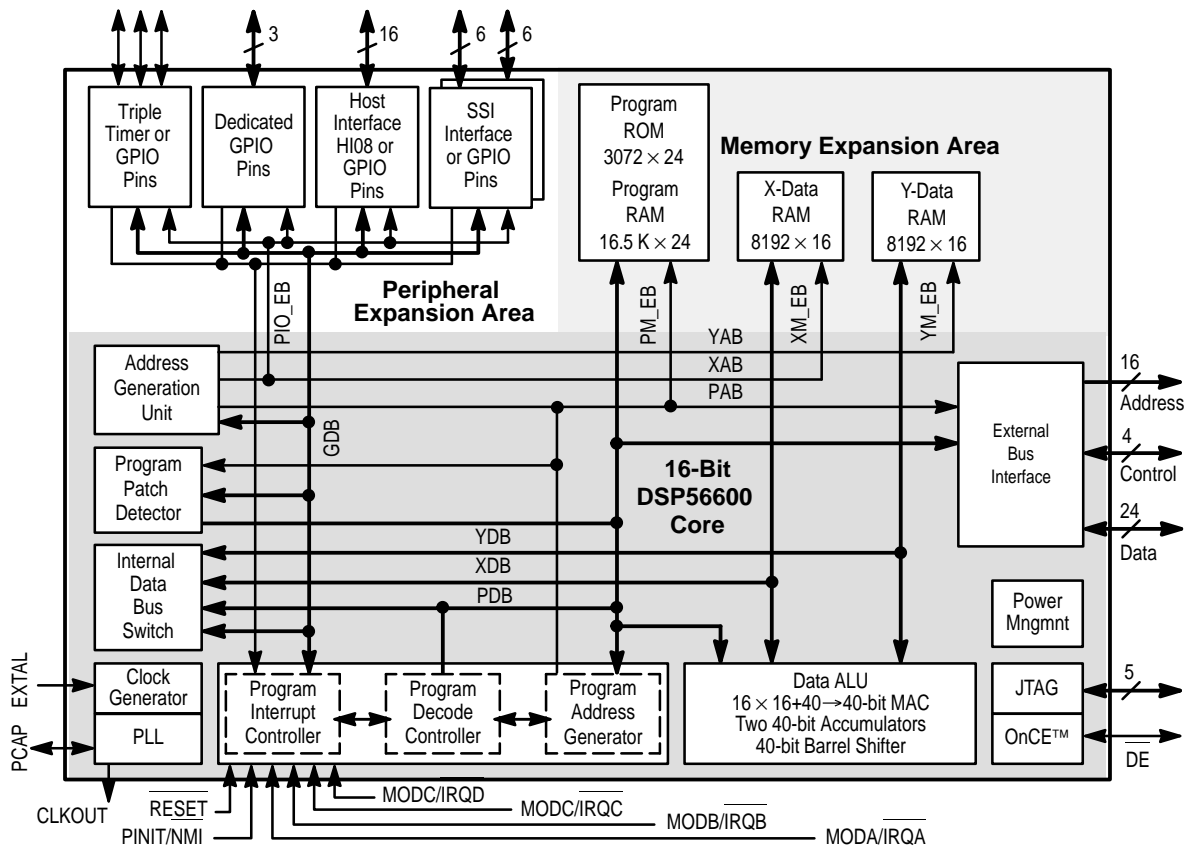 3
16
6
6
Triple
Timer or
GPIO
Pins
Dedicated
GPIO
Pins
Host
Interface
HI08 or
GPIO
Pins
SSI
Interface
or GPIO
Pins
Program
ROM
3072 × 24
Program
RAM
16.5 K × 24
Memory Expansion Area
X-Data
RAM
8192 × 16
Y-Data
RAM
8192 × 16
Peripheral
Expansion Area
PIO_EB
PM_EB
XM_EB
YM_EB
Address
Generation
Unit
YAB
XAB
PAB
GDB
External
Bus
Interface
16
Address
4
Control
24
Data
Program
Patch
Detector
16-Bit
DSP56600
Core
Internal
Data
Bus
Switch
YDB
XDB
PDB
Power
Mngmnt
EXTAL
PCAP
Clock
Generator
PLL
CLKOUT
Program
Interrupt
Controller
Program
Decode
Controller
Program
Address
Generator
Data ALU
16 × 16+40→40-bit MAC
Two 40-bit Accumulators
40-bit Barrel Shifter
JTAG
OnCE™
5
DE
RESET
PINIT/NMI
MODC/IRQD
MODC/IRQC
MODB/IRQB
MODA/IRQA